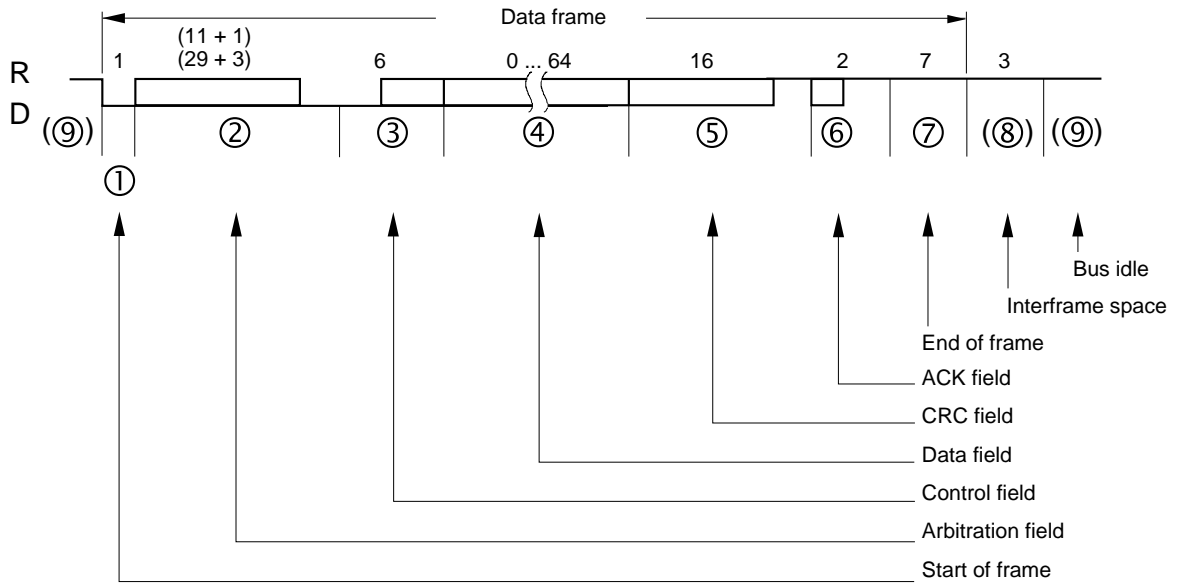 Data frame
(11 + 1)
1 (29 + 3) 6 0 ... 64 16 2 7 3
R
D
(⑨) ② ③ ④ ⑤ ⑥ ⑦ (⑧) (⑨)
①
Bus idle
Interframe space
End of frame
ACK field
CRC field
Data field
Control field
Arbitration field
Start of frame